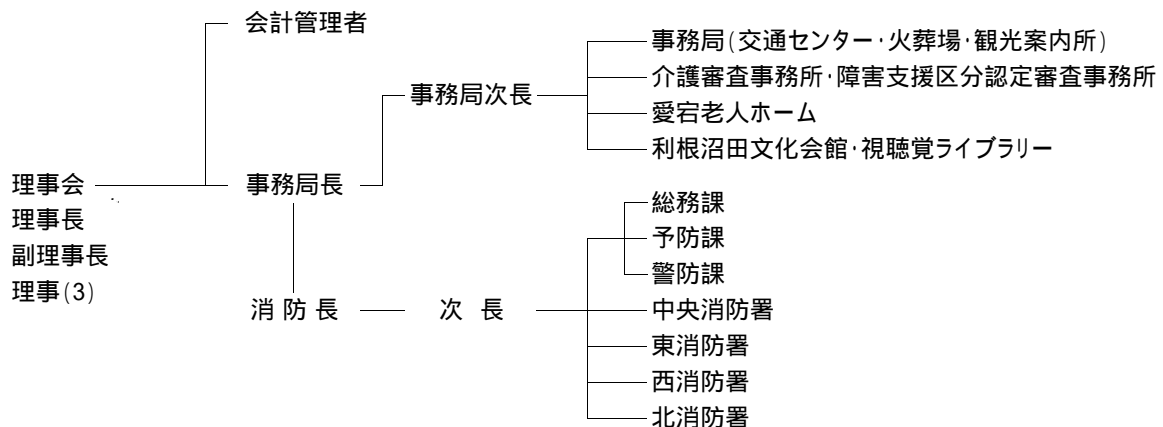 会計管理者
事務局(交通センター・火葬場・観光案内所)
介護審査事務所・障害支援区分認定審査事務所
事務局次長
愛宕老人ホーム
利根沼田文化会館・視聴覚ライブラリー
理事会
事務局長
理事長
副理事長
理事(3)
総務課
予防課
警防課
消防長
次長
中央消防署
東消防署
西消防署
北消防署